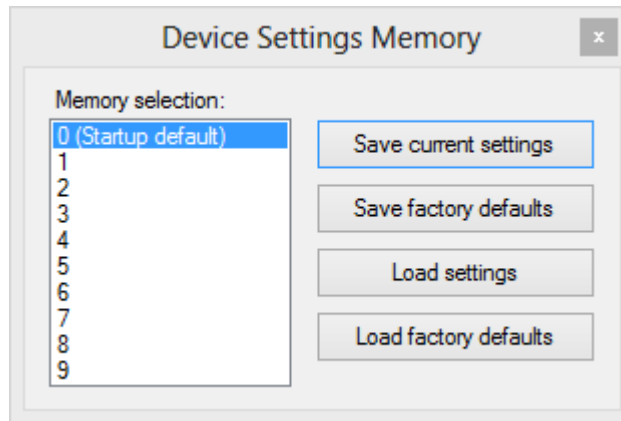 Device Settings Memory
x
Memory selection:
0 (Startup default)
1
2
3
4
5
6
7
8
9
Save current settings
Save factory defaults
Load settings
Load factory defaults